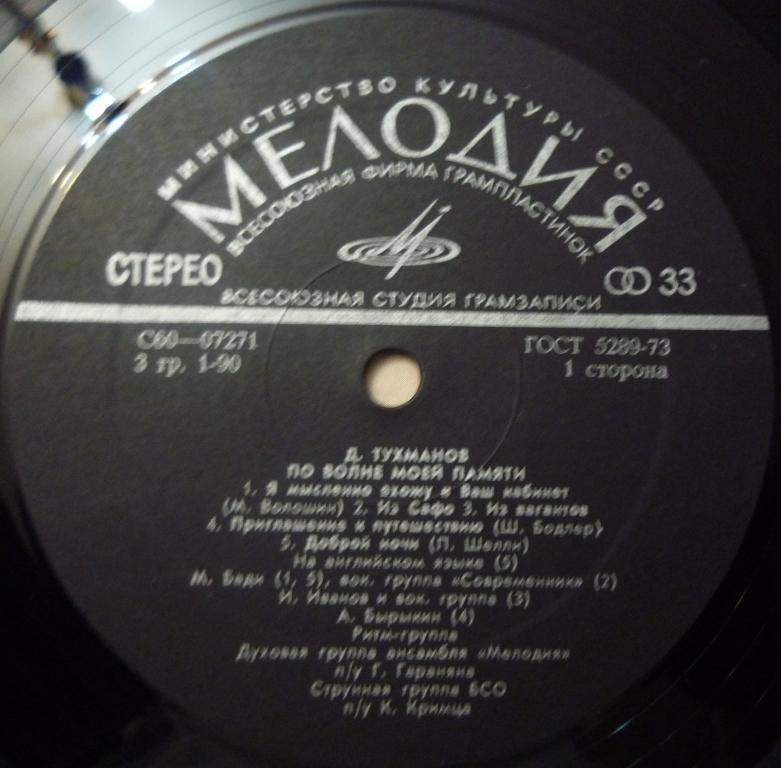 МИНИСТЕРСТВО КУЛЬТУРЫ СССР
МЕЛОДИЯ
ВСЕСОЮЗНАЯ ФИРМА ГРАМПЛАСТИНОК
СТЕРЕО
33
ВСЕСОЮЗНАЯ СТУДИЯ ГРАМЗАПИСИ
С60—07271
ГОСТ 5289-73
3 гр. 1-90
1 сторона
Д. ТУХМАНОВ
ПО ВОЛНЕ МОЕЙ ПАМЯТИ
1. Я мысленно вхожу в Ваш кабинет
(М. Волошин) 2. Из Сафо 3. Из вагантов
4. Приглашение к путешествию (Ш. Бодлер)
5. Доброй ночи (П. Шелли)
На английском языке (5)
М. Бади (1, 5), вок. группа «Современник» (2)
И. Иванов и вок. группа (3)
А. Бырыкин (4)
Ритм-группа
Духовая группа ансамбля «Мелодия»
п/у Г. Гараняна
Струнная группа БСО
п/у К. Кримца